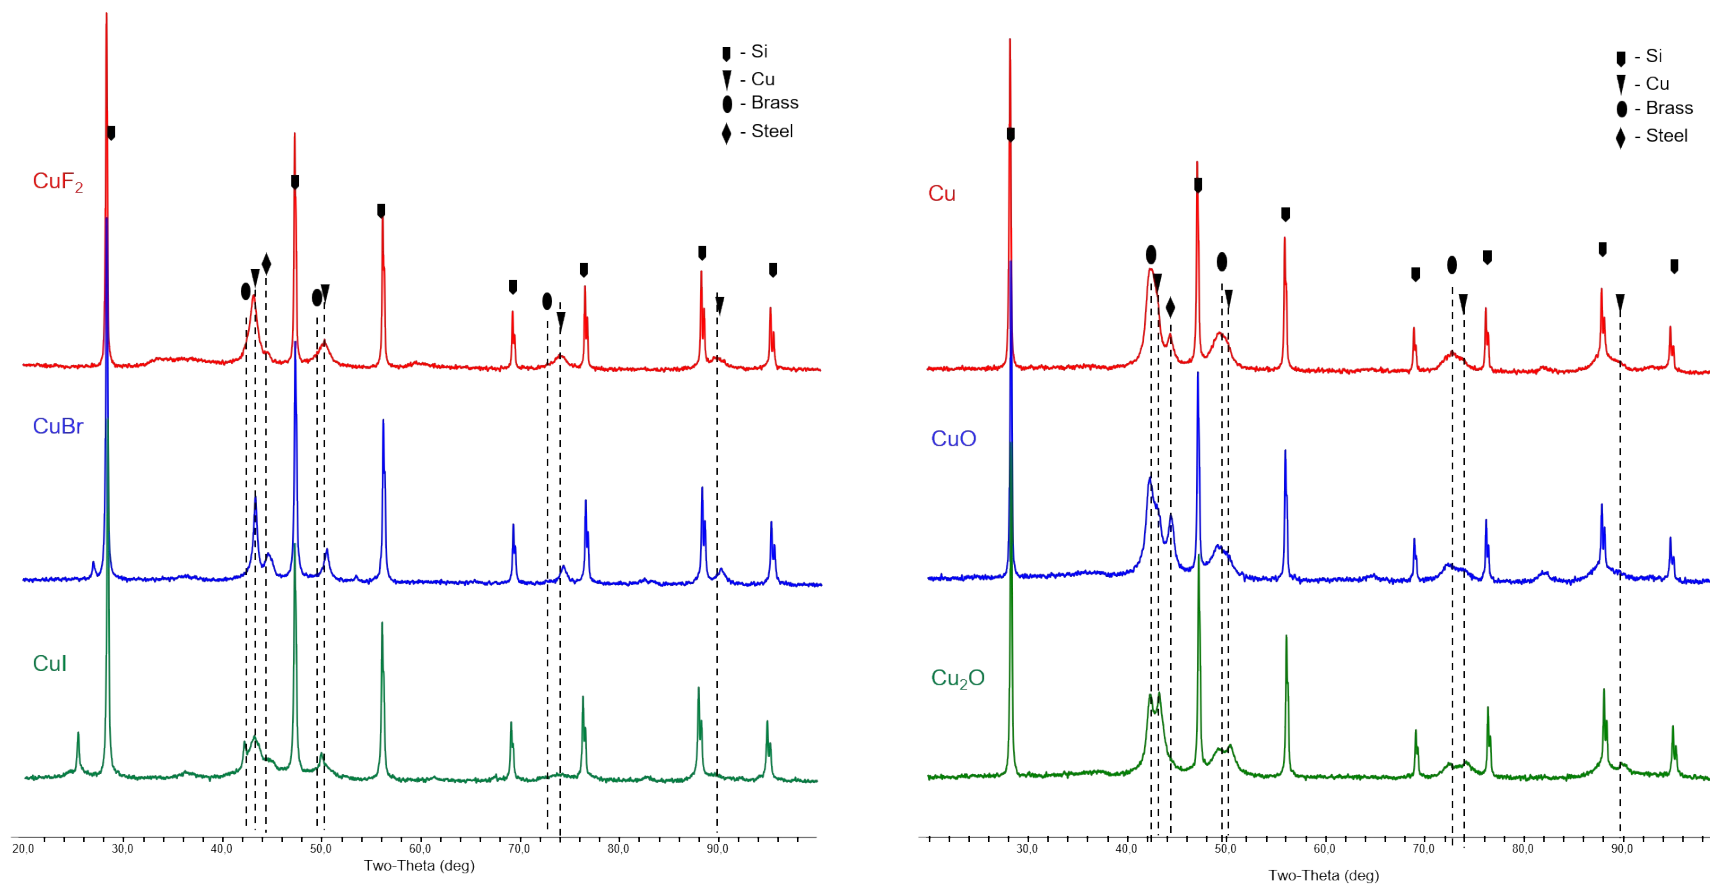 - Si
- Cu
- Brass
- Steel
CuF₂
CuBr
CuI
20,0 30,0 40,0 50,0 60,0 70,0 80,0 90,0
Two-Theta (deg)
- Si
- Cu
- Brass
- Steel
Cu
CuO
Cu₂O
30,0 40,0 50,0 60,0 70,0 80,0 90,0
Two-Theta (deg)